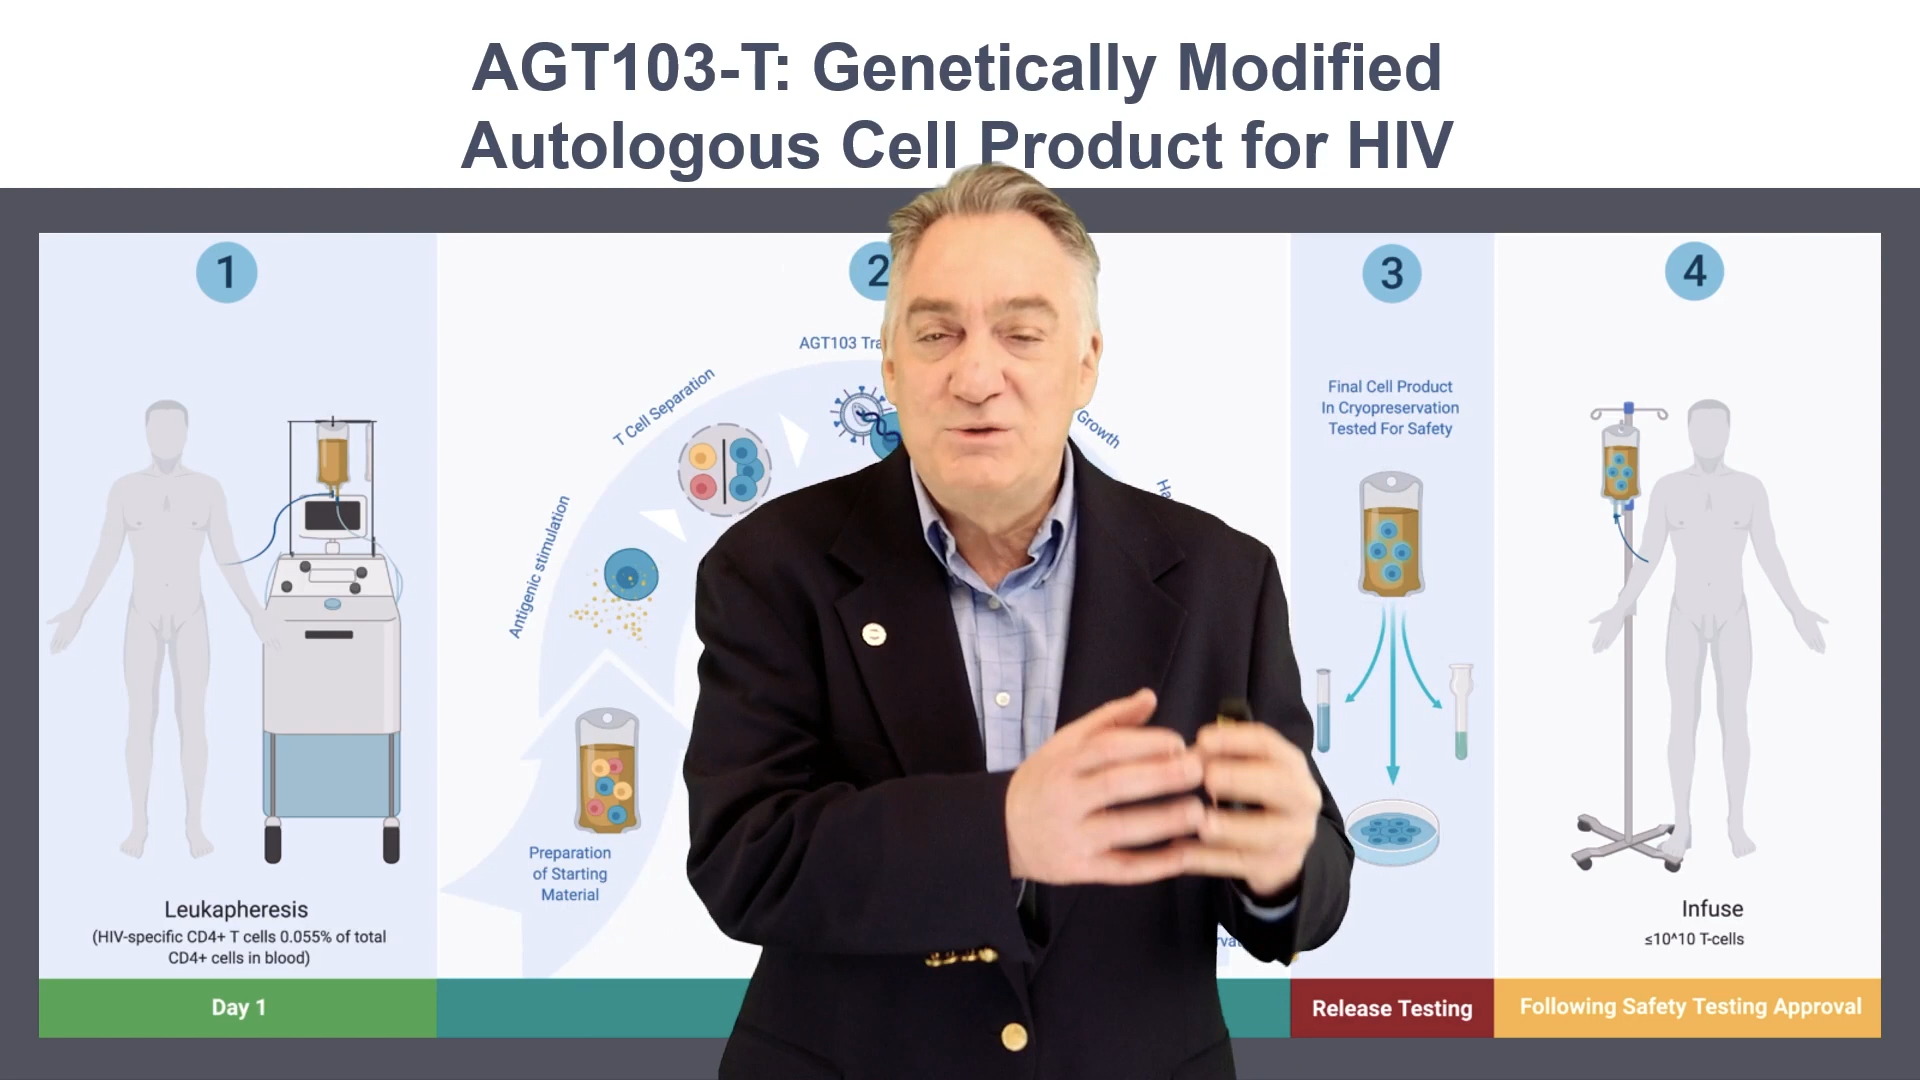 AGT103-T: Genetically Modified
Autologous Cell Product for HIV
1
2
3
4
AGT103
T Cell Separation
Antigenic stimulation
Growth
Preparation
of Starting
Material
Final Cell Product
In Cryopreservation
Tested For Safety
Leukapheresis
(HIV-specific CD4+ T cells 0.055% of total
CD4+ cells in blood)
Infuse
≤10^10 T-cells
Day 1
Release Testing
Following Safety Testing Approval